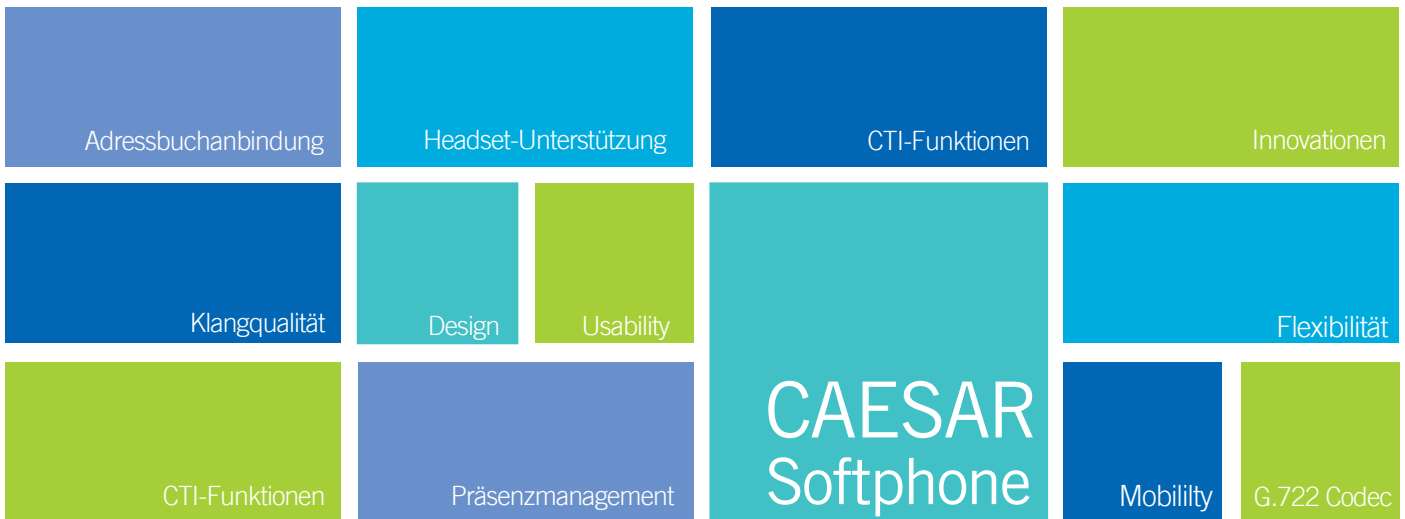 Adressbuchanbindung
Headset-Unterstützung
CTI-Funktionen
Innovationen
Klangqualität
Design
Usability
Flexibilität
CAESAR
Softphone
CTI-Funktionen
Präsenzmanagement
Mobililty
G.722 Codec